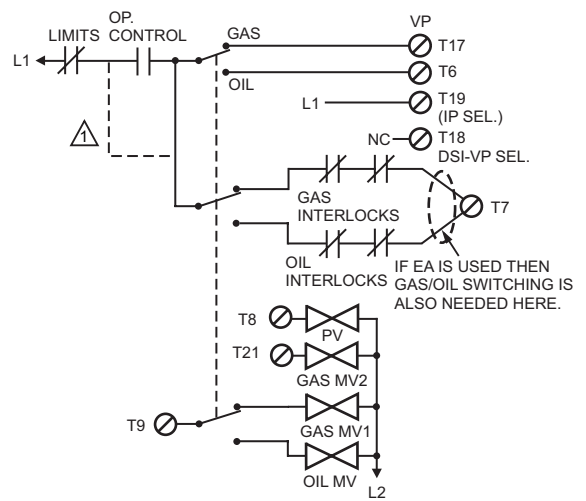 OP.
CONTROL
LIMITS
L1
GAS
OIL
VP
T17
T6
L1
T19
(IP SEL.)
NC
T18
DSI-VP SEL.
1
GAS
INTERLOCKS
T7
OIL
INTERLOCKS
IF EA IS USED THEN
GAS/OIL SWITCHING IS
ALSO NEEDED HERE.
T8
PV
T21
GAS MV2
T9
GAS MV1
OIL MV
L2